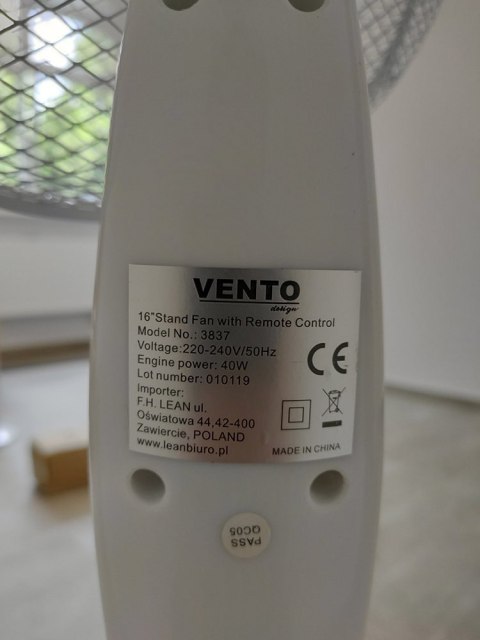 VENTO
design
16"Stand Fan with Remote Control
Model No.: 3837
Voltage:220-240V/50Hz
Engine power: 40W
Lot number: 010119
Importer:
F.H. LEAN ul.
Oświatowa 44,42-400
Zawiercie, POLAND
www.leanbiuro.pl
CE
MADE IN CHINA
PASS
QC05